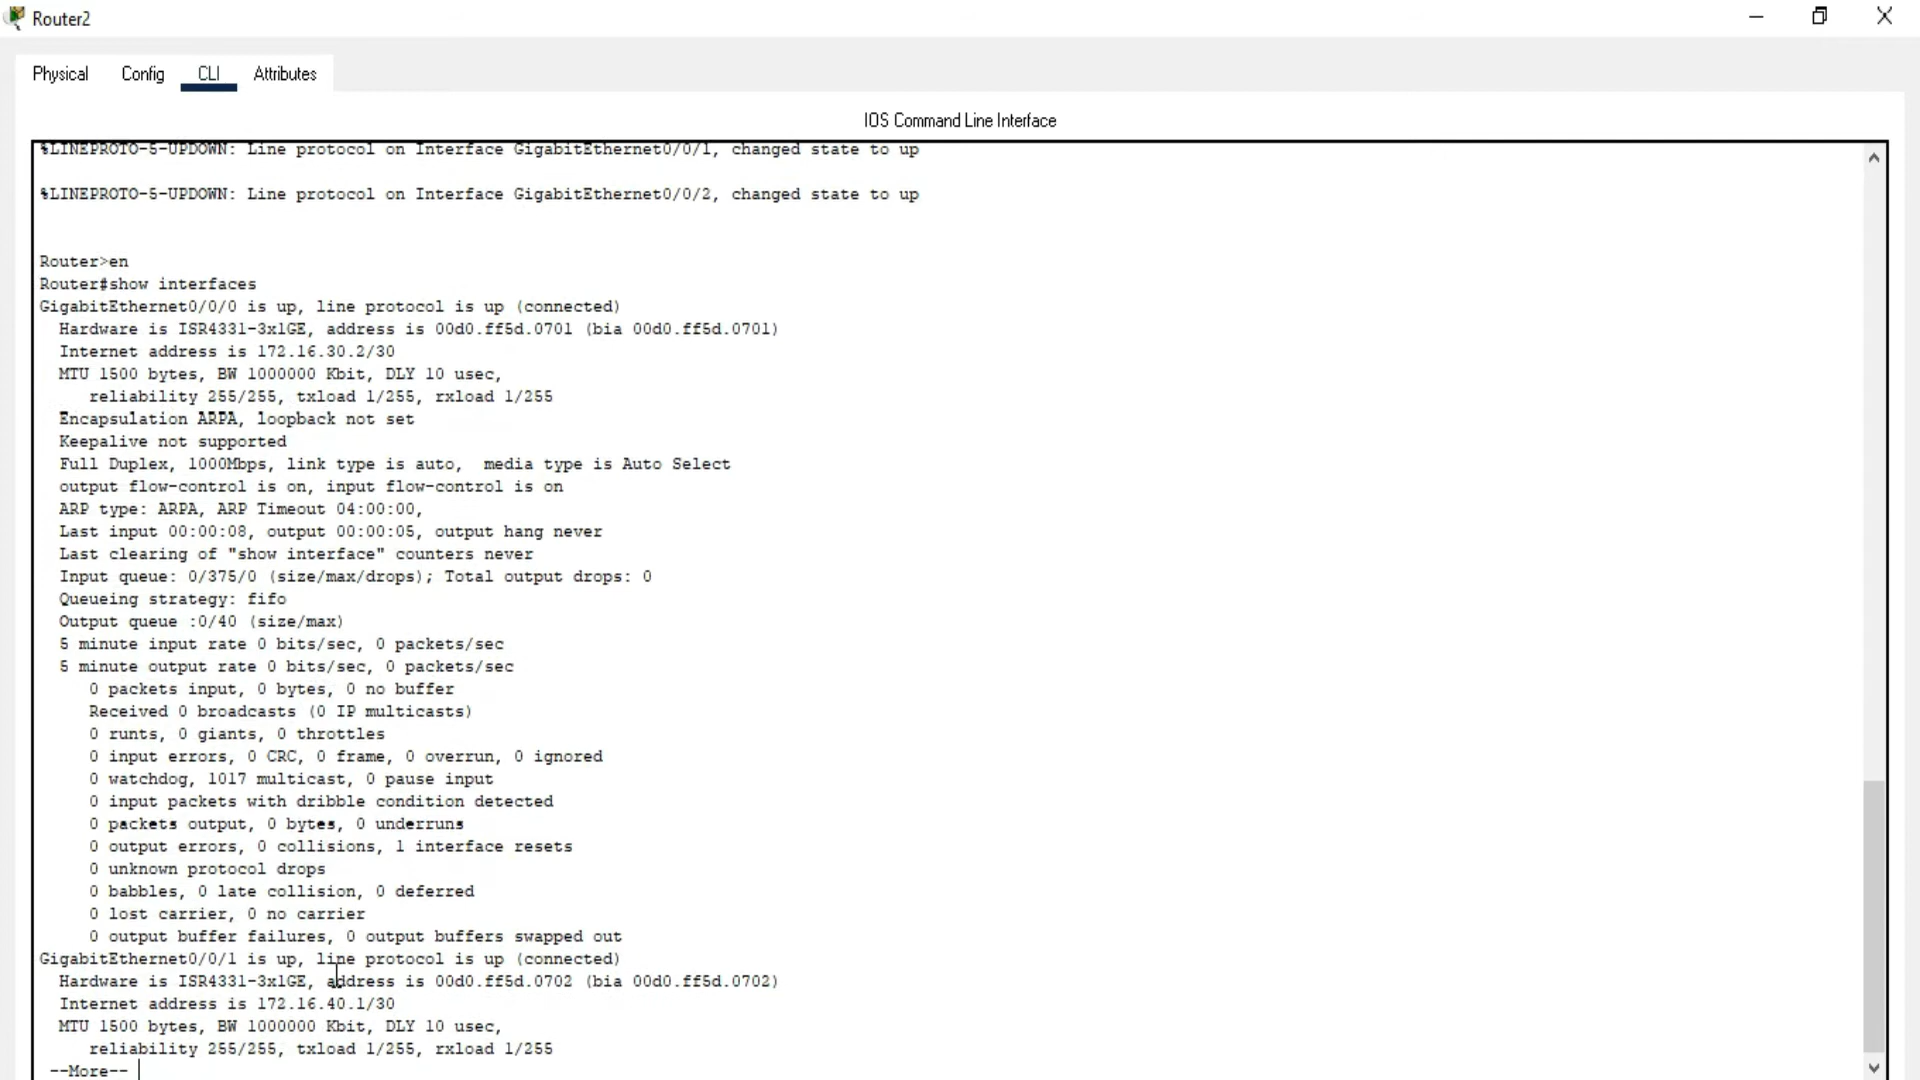 Router2
Physical Config CLI Attributes
IOS Command Line Interface
%LINEPROTO-5-UPDOWN: Line protocol on Interface GigabitEthernet0/0/1, changed state to up
%LINEPROTO-5-UPDOWN: Line protocol on Interface GigabitEthernet0/0/2, changed state to up
Router>en
Router#show interfaces
GigabitEthernet0/0/0 is up, line protocol is up (connected)
Hardware is ISR4331-3x1GE, address is 00d0.ff5d.0701 (bia 00d0.ff5d.0701)
Internet address is 172.16.30.2/30
MTU 1500 bytes, BW 1000000 Kbit, DLY 10 usec,
reliability 255/255, txload 1/255, rxload 1/255
Encapsulation ARPA, loopback not set
Keepalive not supported
Full Duplex, 1000Mbps, link type is auto, media type is Auto Select
output flow-control is on, input flow-control is on
ARP type: ARPA, ARP Timeout 04:00:00,
Last input 00:00:08, output 00:00:05, output hang never
Last clearing of "show interface" counters never
Input queue: 0/375/0 (size/max/drops); Total output drops: 0
Queueing strategy: fifo
Output queue :0/40 (size/max)
5 minute input rate 0 bits/sec, 0 packets/sec
5 minute output rate 0 bits/sec, 0 packets/sec
0 packets input, 0 bytes, 0 no buffer
Received 0 broadcasts (0 IP multicasts)
0 runts, 0 giants, 0 throttles
0 input errors, 0 CRC, 0 frame, 0 overrun, 0 ignored
0 watchdog, 1017 multicast, 0 pause input
0 input packets with dribble condition detected
0 packets output, 0 bytes, 0 underruns
0 output errors, 0 collisions, 1 interface resets
0 unknown protocol drops
0 babbles, 0 late collision, 0 deferred
0 lost carrier, 0 no carrier
0 output buffer failures, 0 output buffers swapped out
GigabitEthernet0/0/1 is up, line protocol is up (connected)
Hardware is ISR4331-3x1GE, address is 00d0.ff5d.0702 (bia 00d0.ff5d.0702)
Internet address is 172.16.40.1/30
MTU 1500 bytes, BW 1000000 Kbit, DLY 10 usec,
reliability 255/255, txload 1/255, rxload 1/255
--More--